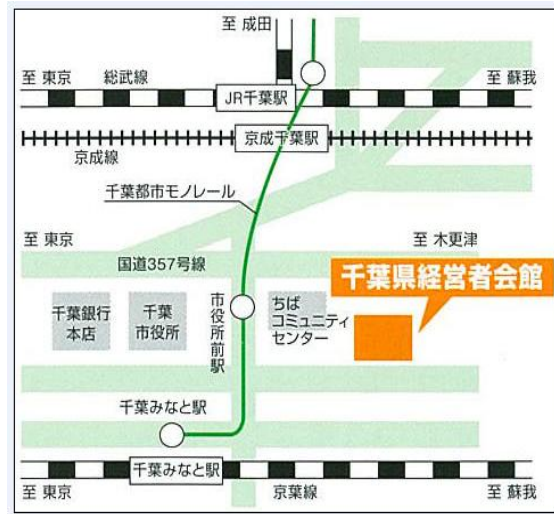 至 成田
至 東京
総武線
至 蘇我
JR千葉駅
京成千葉駅
京成線
千葉都市モノレール
至 東京
至 木更津
国道357号線
千葉県経営者会館
千葉銀行
本店
千葉
市役所
市役所前駅
ちば
コミュニティ
センター
千葉みなと駅
千葉みなと駅
至 東京
京葉線
至 蘇我